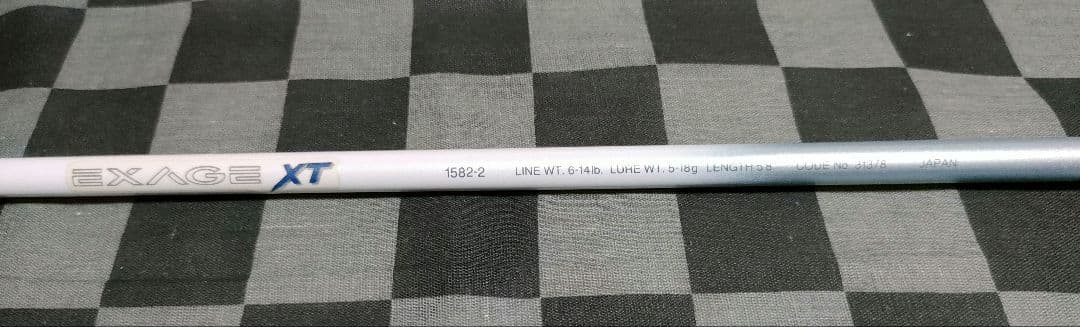 EXAGE XT 1582-2 LINE WT. 6-14lb. LURE WT. 5-18g LENGTH 5'8" CODE No. 31378 JAPAN